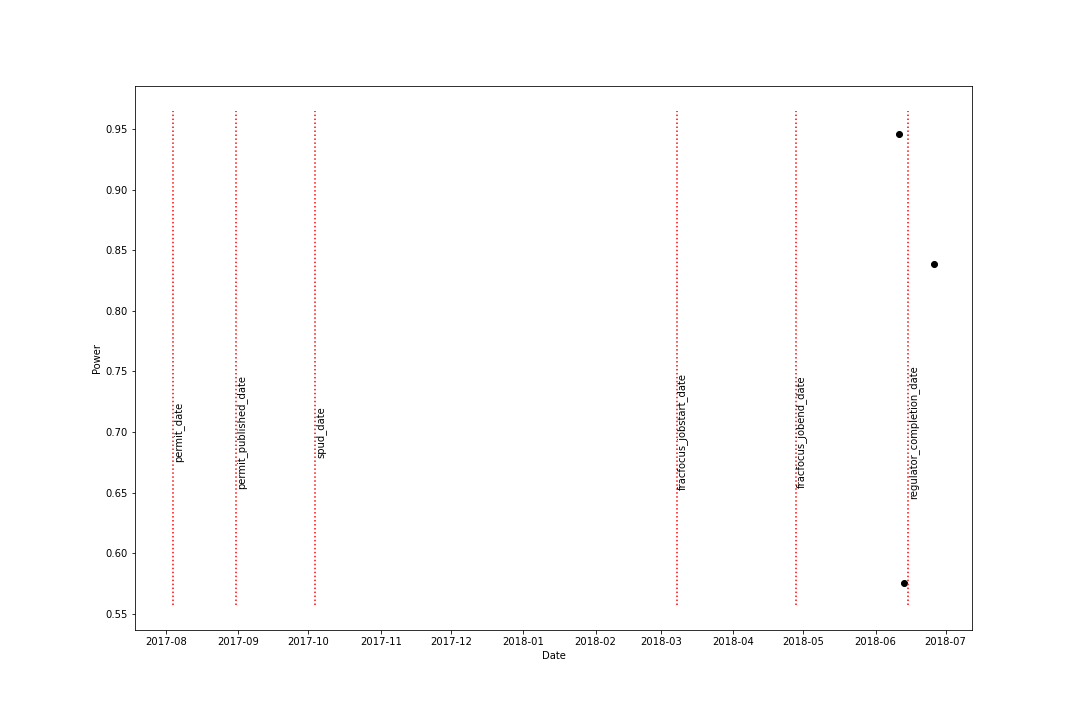 0.95
0.90
0.85
0.80
0.75
0.70
0.65
0.60
0.55
Power
permit_date
permit_published_date
spud_date
fracfocus_jobstart_date
fracfocus_jobend_date
regulator_completion_date
2017-08
2017-09
2017-10
2017-11
2017-12
2018-01
2018-02
2018-03
2018-04
2018-05
2018-06
2018-07
Date